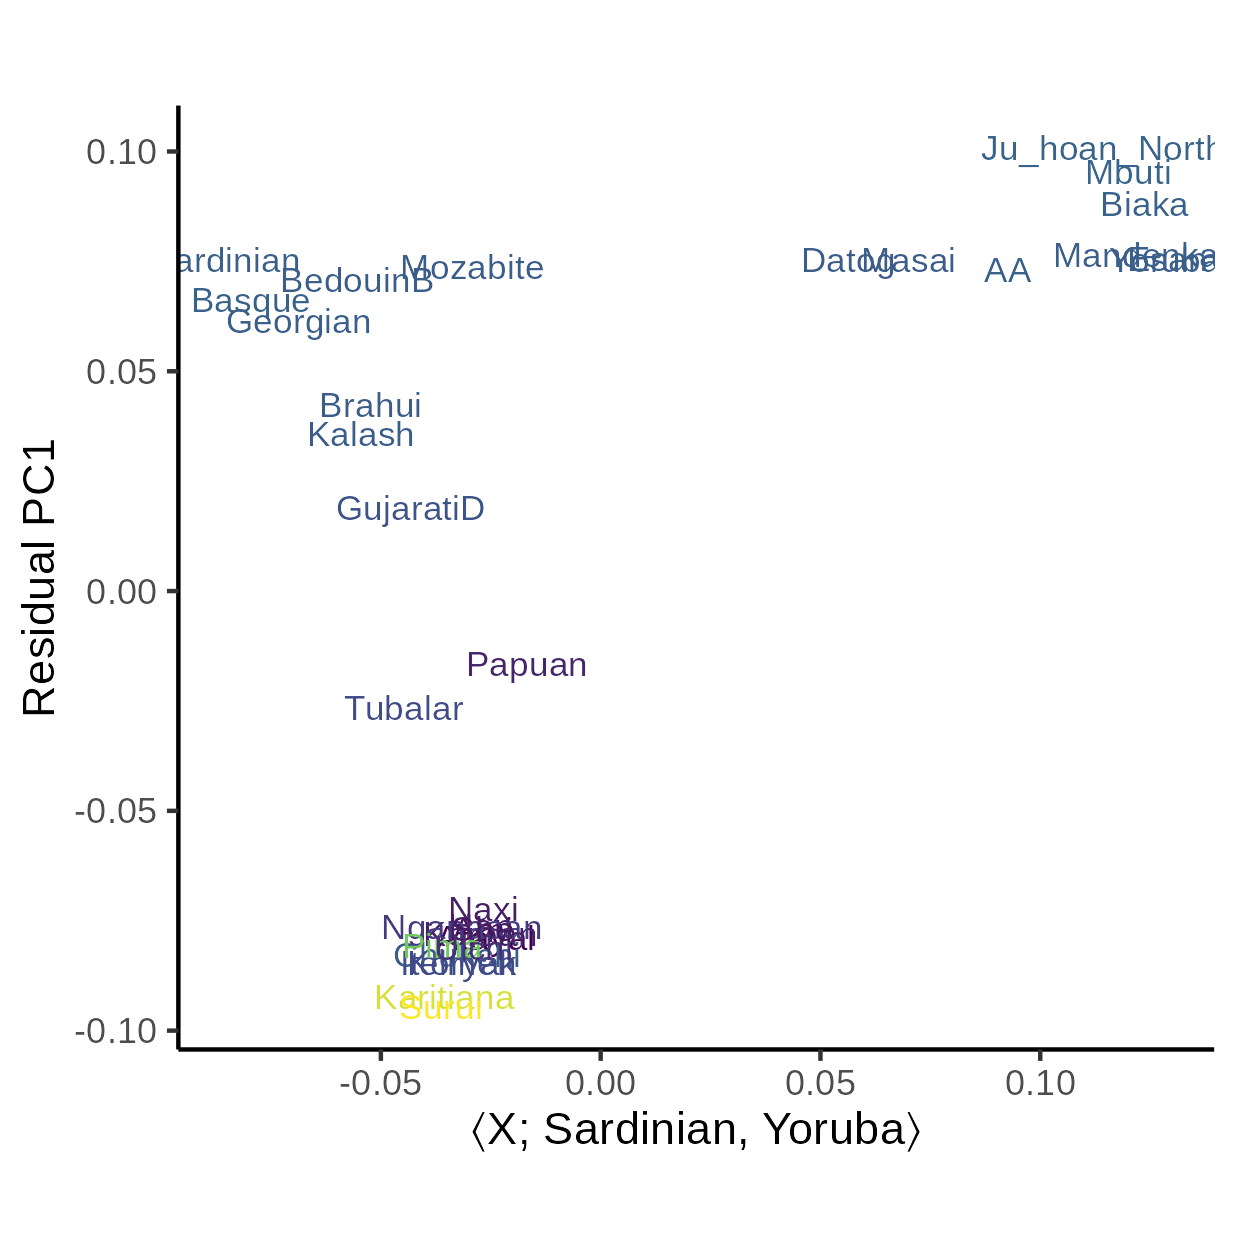 Ju_hoan_North
0.10
Mbuti
Biaka
ardinian
Mozabite
Datog
Masai
AA
Mandenka
BedouinB
Basque
Georgian
0.05
Brahui
Kalash
GujaratiD
0.00
Papuan
Tubalar
-0.05
Naxi
Pima
Karitiana
Surui
-0.10
Residual PC1
-0.05
0.00
0.05
0.10
⟨X; Sardinian, Yoruba⟩